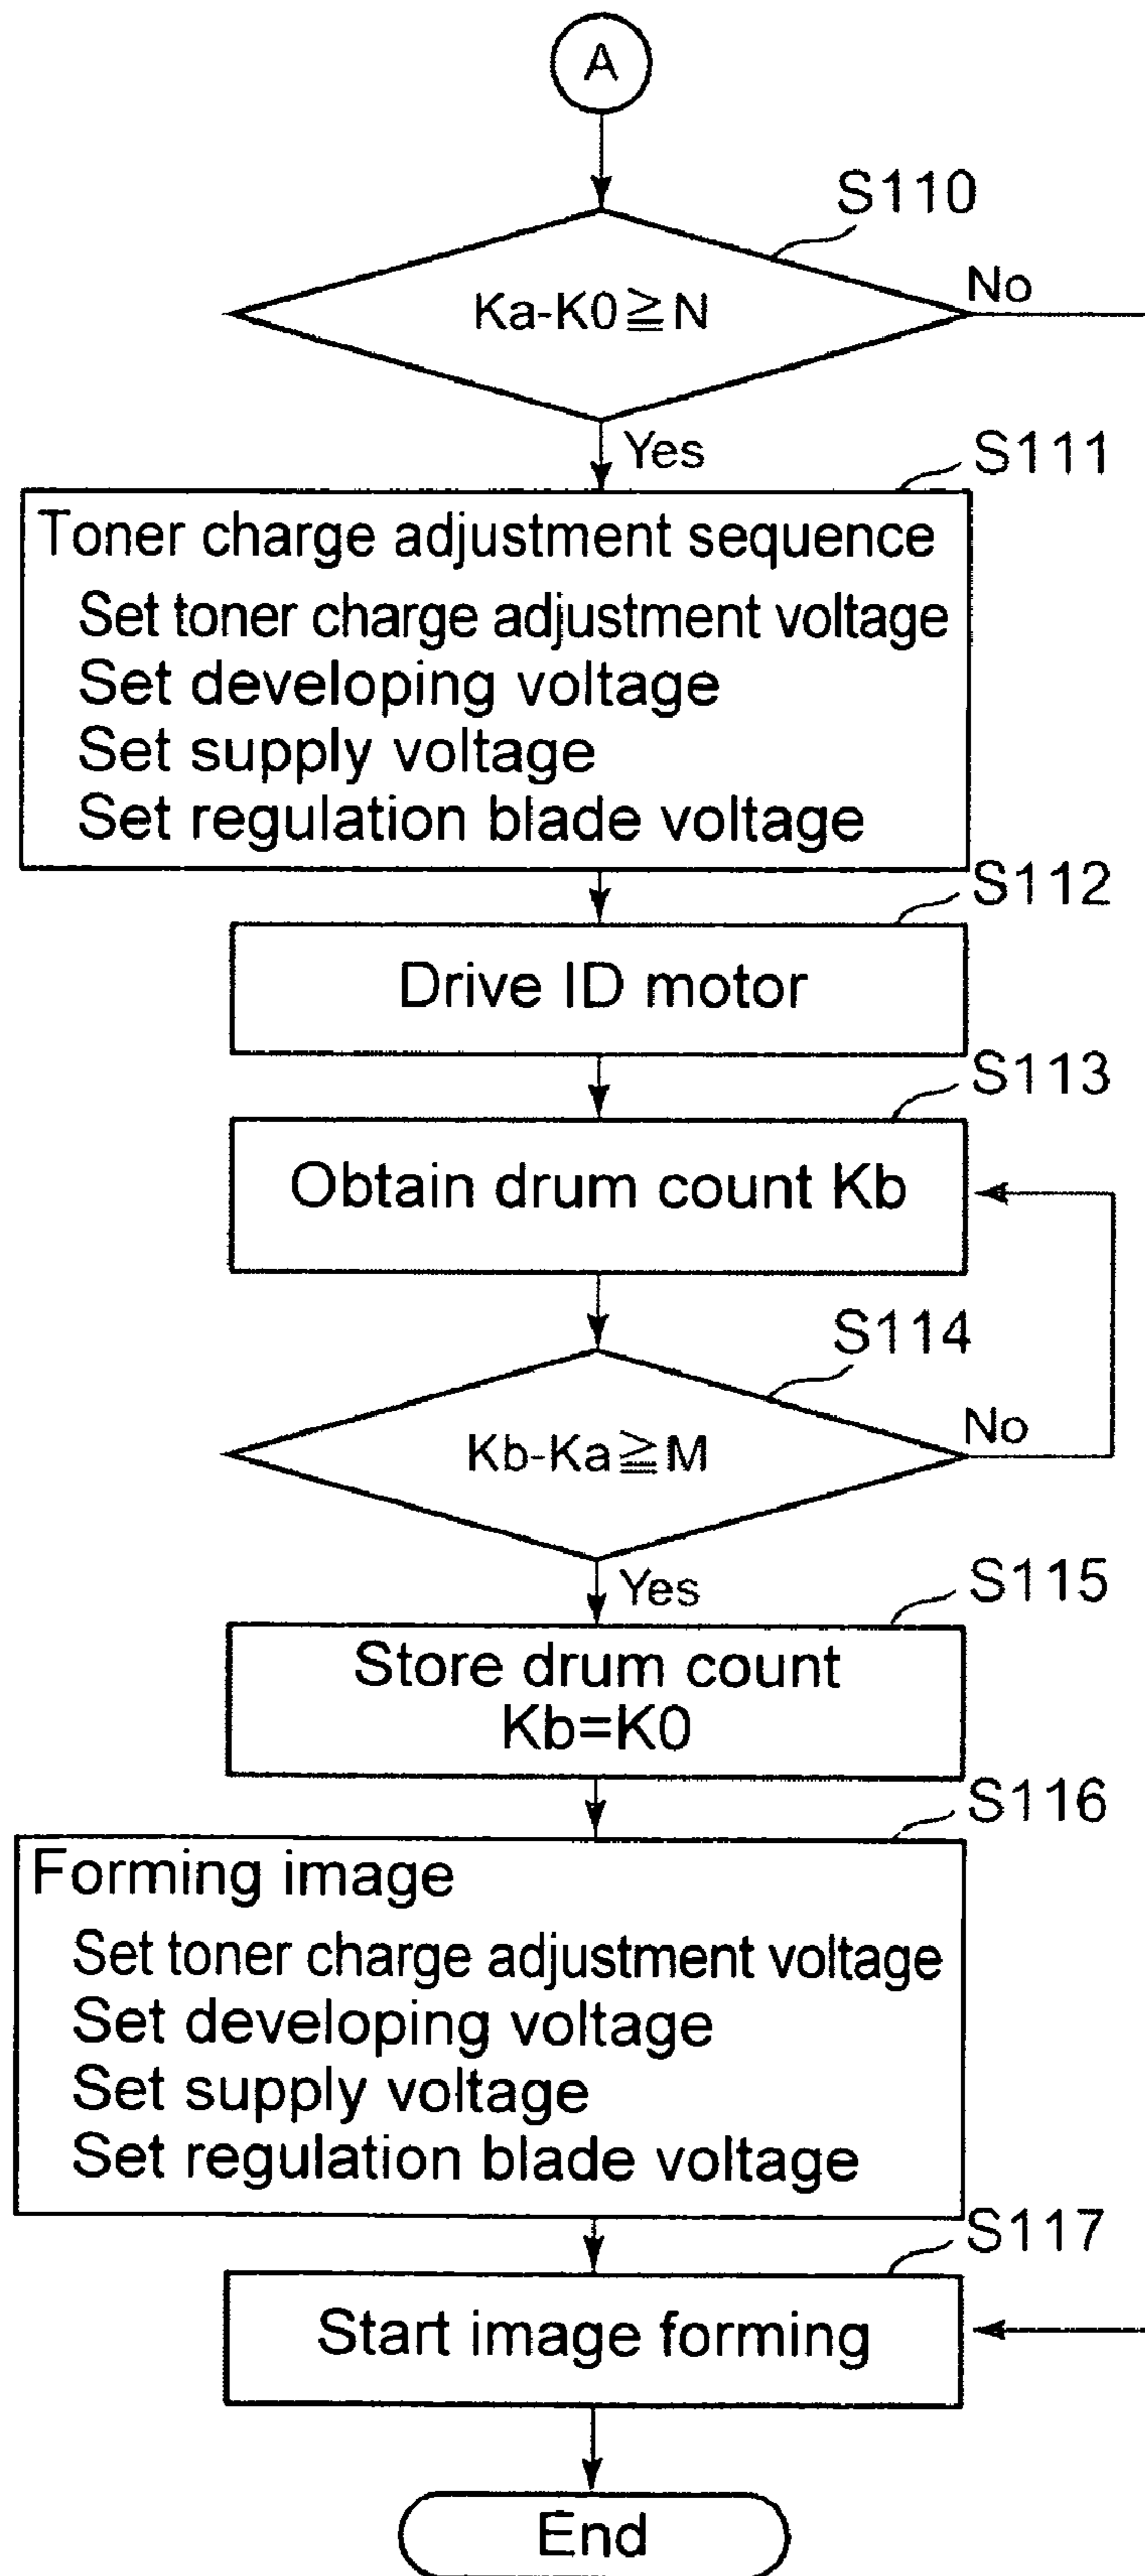 A
S110
Ka-K0≧N
No
Yes
S111
Toner charge adjustment sequence
Set toner charge adjustment voltage
Set developing voltage
Set supply voltage
Set regulation blade voltage
S112
Drive ID motor
S113
Obtain drum count Kb
S114
Kb-Ka≧M
No
Yes
S115
Store drum count
Kb=K0
S116
Forming image
Set toner charge adjustment voltage
Set developing voltage
Set supply voltage
Set regulation blade voltage
S117
Start image forming
End